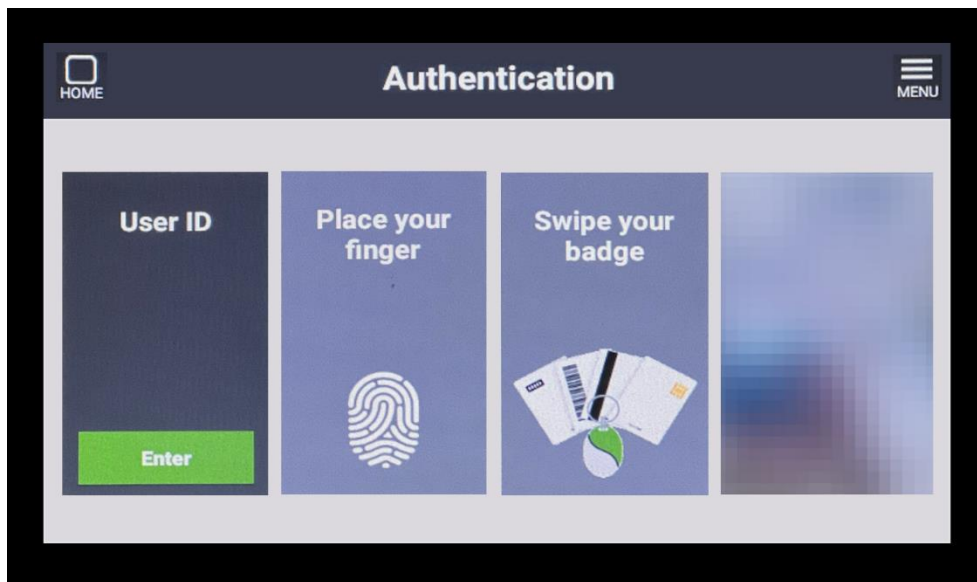 HOME
Authentication
MENU
User ID
Enter
Place your
finger
Swipe your
badge